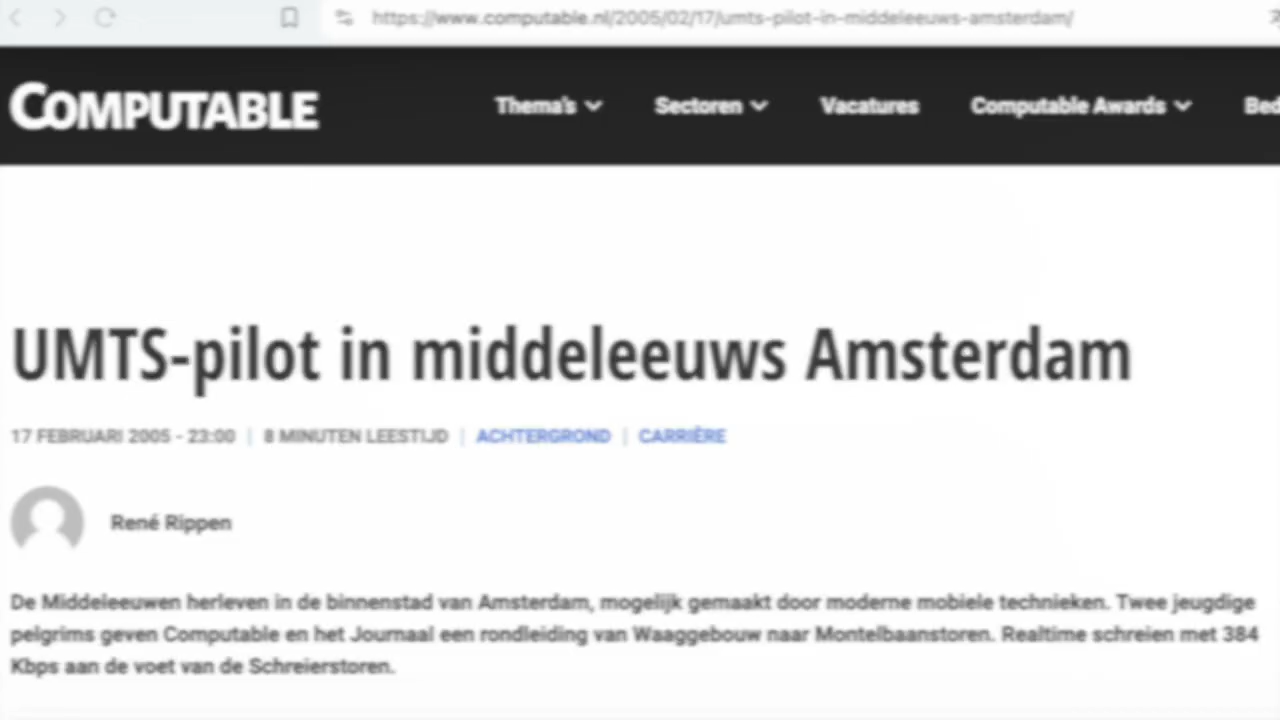 https://www.computable.nl/2005/02/17/umts-pilot-in-middeleeuws-amsterdam/
COMPUTABLE Thema's Sectoren Vacatures Computable Awards
UMTS-pilot in middeleeuws Amsterdam
17 FEBRUARI 2005 - 23:00 | 8 MINUTEN LEESTIJD | ACHTERGROND | CARRIÈRE
René Rippen
De Middeleeuwen herleven in de binnenstad van Amsterdam, mogelijk gemaakt door moderne mobiele technieken. Twee jeugdige
pelgrims geven Computable en het Journaal een rondleiding van Waaggebouw naar Montelbaanstoren. Realtime schreien met 384
Kbps aan de voet van de Schreierstoren.